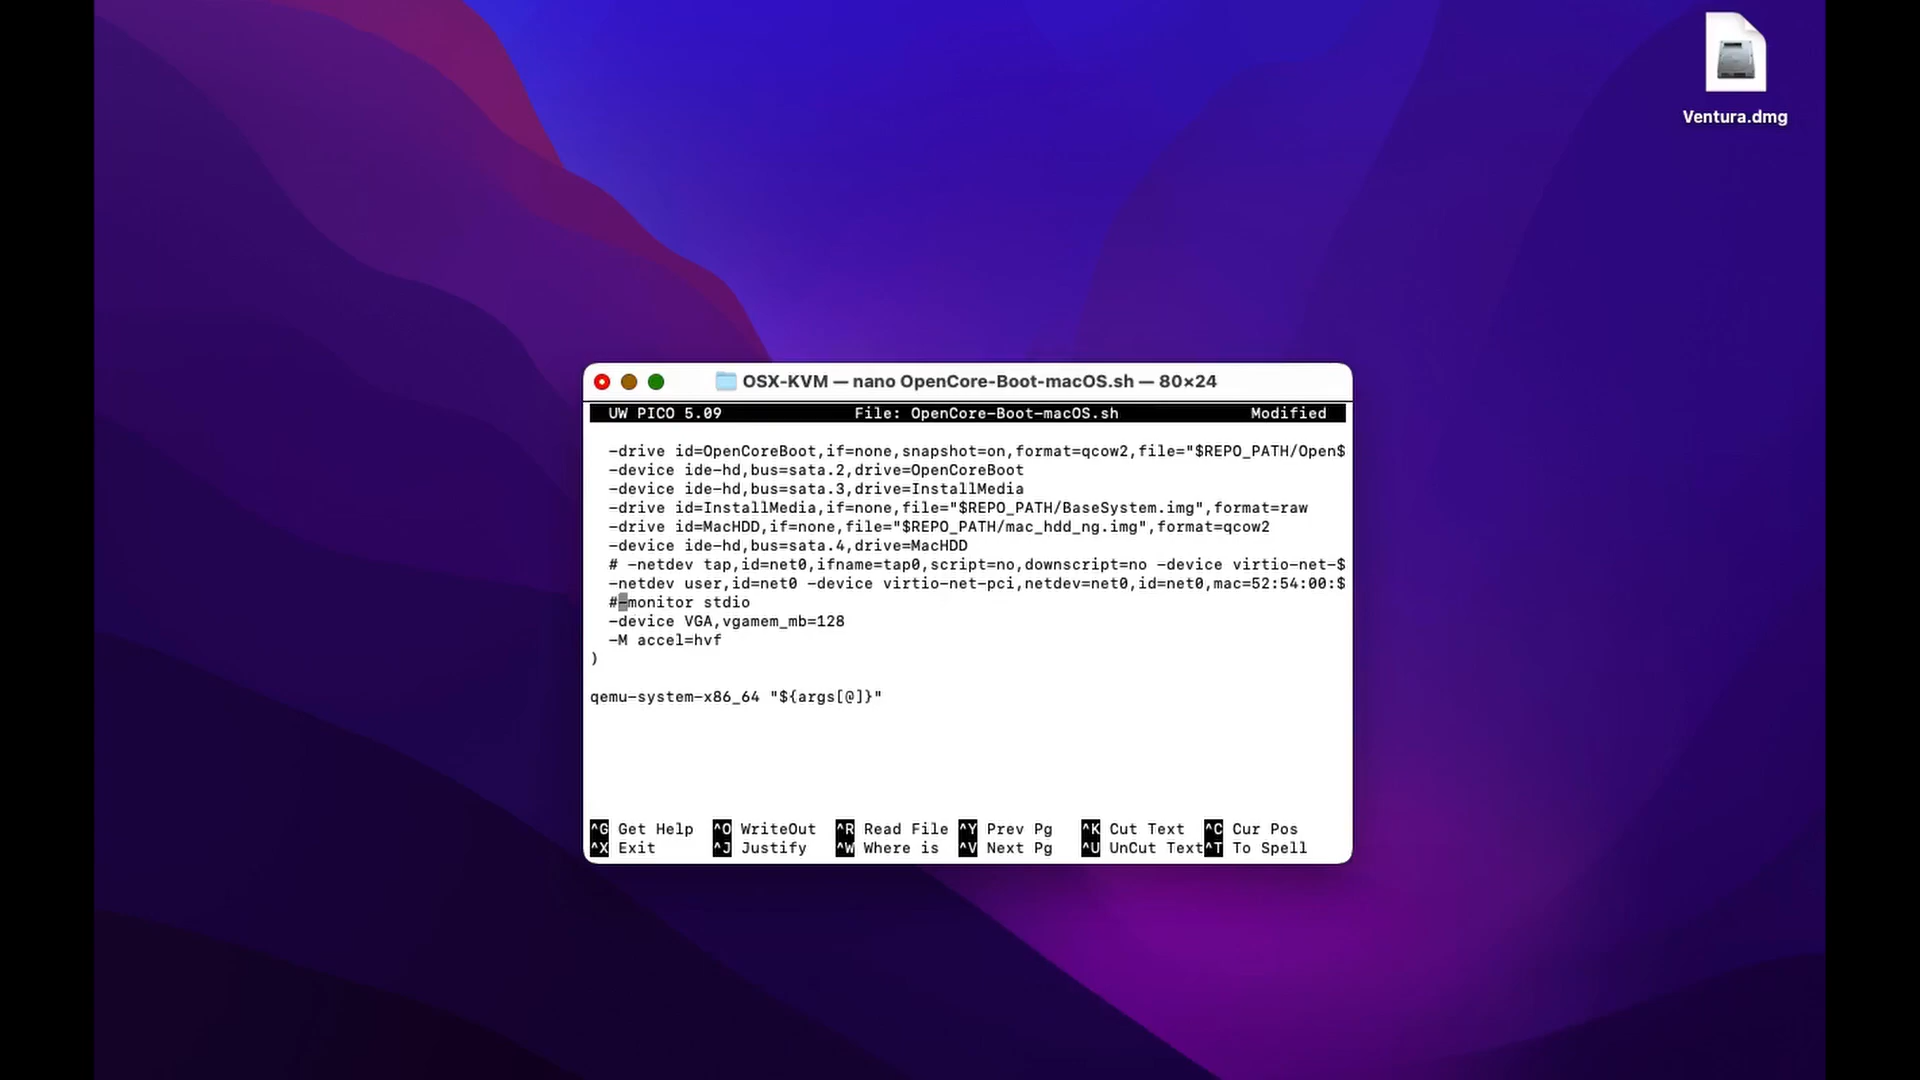 Ventura.dmg
OSX-KVM — nano OpenCore-Boot-macOS.sh — 80×24
UW PICO 5.09 File: OpenCore-Boot-macOS.sh Modified
-drive id=OpenCoreBoot,if=none,snapshot=on,format=qcow2,file="$REPO_PATH/Open$
-device ide-hd,bus=sata.2,drive=OpenCoreBoot
-device ide-hd,bus=sata.3,drive=InstallMedia
-drive id=InstallMedia,if=none,file="$REPO_PATH/BaseSystem.img",format=raw
-drive id=MacHDD,if=none,file="$REPO_PATH/mac_hdd_ng.img",format=qcow2
-device ide-hd,bus=sata.4,drive=MacHDD
# -netdev tap,id=net0,ifname=tap0,script=no,downscript=no -device virtio-net-$
-netdev user,id=net0 -device virtio-net-pci,netdev=net0,id=net0,mac=52:54:00:$
#-monitor stdio
-device VGA,vgamem_mb=128
-M accel=hvf
)
qemu-system-x86_64 "${args[@]}"
^G Get Help ^O WriteOut ^R Read File ^Y Prev Pg ^K Cut Text ^C Cur Pos
^X Exit ^J Justify ^W Where is ^V Next Pg ^U UnCut Text ^T To Spell